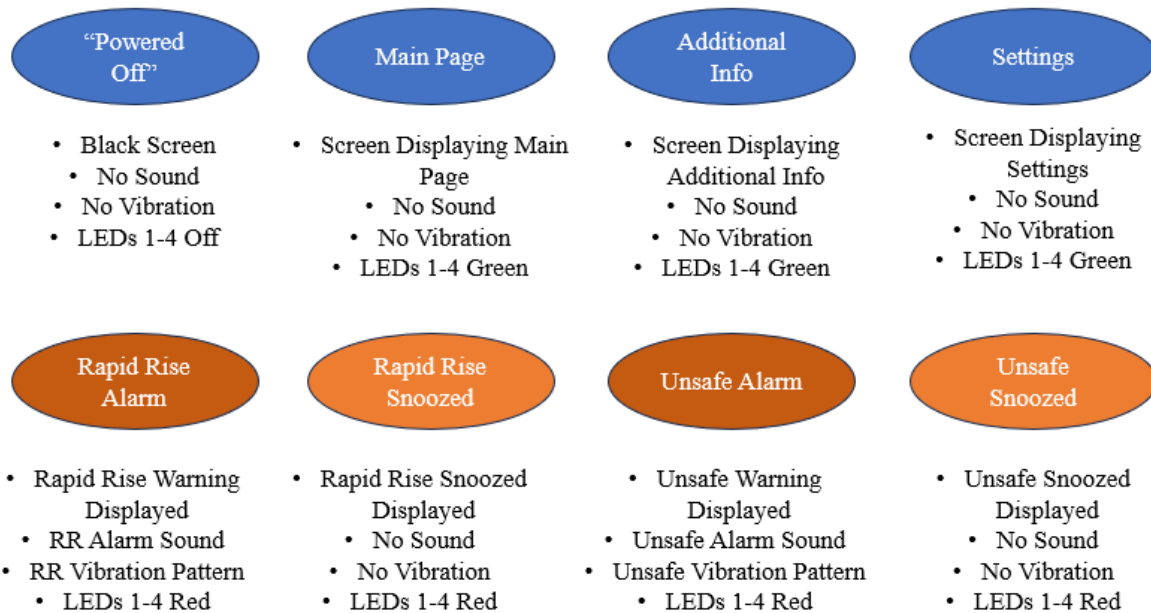 “Powered
Off”
Main Page
Additional
Info
Settings
• Black Screen
• No Sound
• No Vibration
• LEDs 1-4 Off
• Screen Displaying Main
Page
• No Sound
• No Vibration
• LEDs 1-4 Green
• Screen Displaying
Additional Info
• No Sound
• No Vibration
• LEDs 1-4 Green
• Screen Displaying
Settings
• No Sound
• No Vibration
• LEDs 1-4 Green
Rapid Rise
Alarm
Rapid Rise
Snoozed
Unsafe Alarm
Unsafe
Snoozed
• Rapid Rise Warning
Displayed
• RR Alarm Sound
• RR Vibration Pattern
• LEDs 1-4 Red
• Rapid Rise Snoozed
Displayed
• No Sound
• No Vibration
• LEDs 1-4 Red
• Unsafe Warning
Displayed
• Unsafe Alarm Sound
• Unsafe Vibration Pattern
• LEDs 1-4 Red
• Unsafe Snoozed
Displayed
• No Sound
• No Vibration
• LEDs 1-4 Red